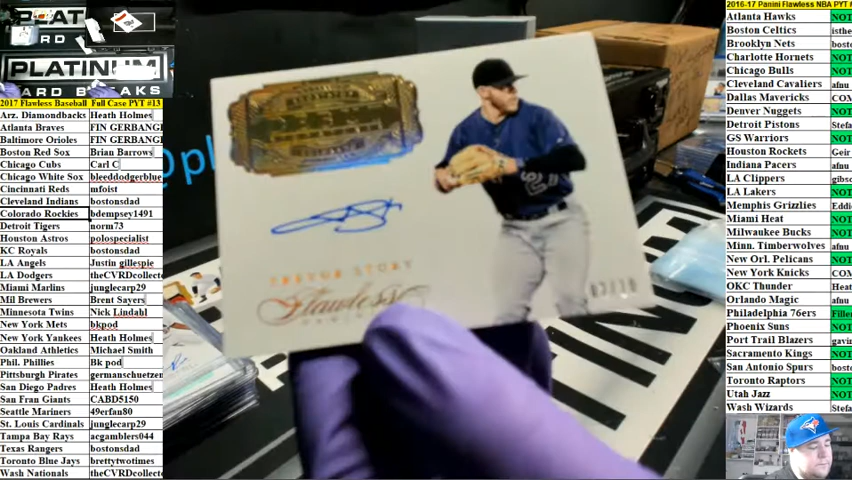 PLATINUM
CARD BREAKS
2017 Flawless Baseball Full Case PYT #13
Arz. Diamondbacks Heath Holmes
Atlanta Braves FIN GERBANGI
Baltimore Orioles FIN GERBANGI
Boston Red Sox Brian Barrows
Chicago Cubs Carl C
Chicago White Sox bleeddodgerblue
Cincinnati Reds mfoist
Cleveland Indians bostonsdad
Colorado Rockies bdempsey1491
Detroit Tigers norm73
Houston Astros polospecialist
KC Royals bostonsdad
LA Angels Justin gillespie
LA Dodgers theCVRDcollect
Miami Marlins junglecarp29
Mil Brewers Brent Sayers
Minnesota Twins Nick Lindahl
New York Mets bkpod
New York Yankees Heath Holmes
Oakland Athletics Michael Smith
Phil. Phillies Bk pod
Pittsburgh Pirates germanschuetzen
San Diego Padres Heath Holmes
San Fran Giants CABD5150
Seattle Mariners 49erfan80
St. Louis Cardinals junglecarp29
Tampa Bay Rays acgamblers044
Texas Rangers bostonsdad
Toronto Blue Jays brettytwotimes
Wash Nationals theCVRDcollect
TREVOR STORY
Flawless
2016-17 Panini Flawless NBA PYT #
Atlanta Hawks NOT
Boston Celtics isthe
Brooklyn Nets bosto
Charlotte Hornets NOT
Chicago Bulls NOT
Cleveland Cavaliers afnu
Dallas Mavericks COM
Denver Nuggets NOT
Detroit Pistons Stefa
GS Warriors NOT
Houston Rockets Geir
Indiana Pacers afnu
LA Clippers gibso
LA Lakers NOT
Memphis Grizzlies Eddi
Miami Heat NOT
Milwaukee Bucks NOT
Minn. Timberwolves afnu
New Orl. Pelicans NOT
New York Knicks COM
OKC Thunder Heat
Orlando Magic afnu
Philadelphia 76ers Filler
Phoenix Suns NOT
Port Trail Blazers gavin
Sacramento Kings NOT
San Antonio Spurs bosto
Toronto Raptors NOT
Utah Jazz NOT
Wash Wizards Stefa